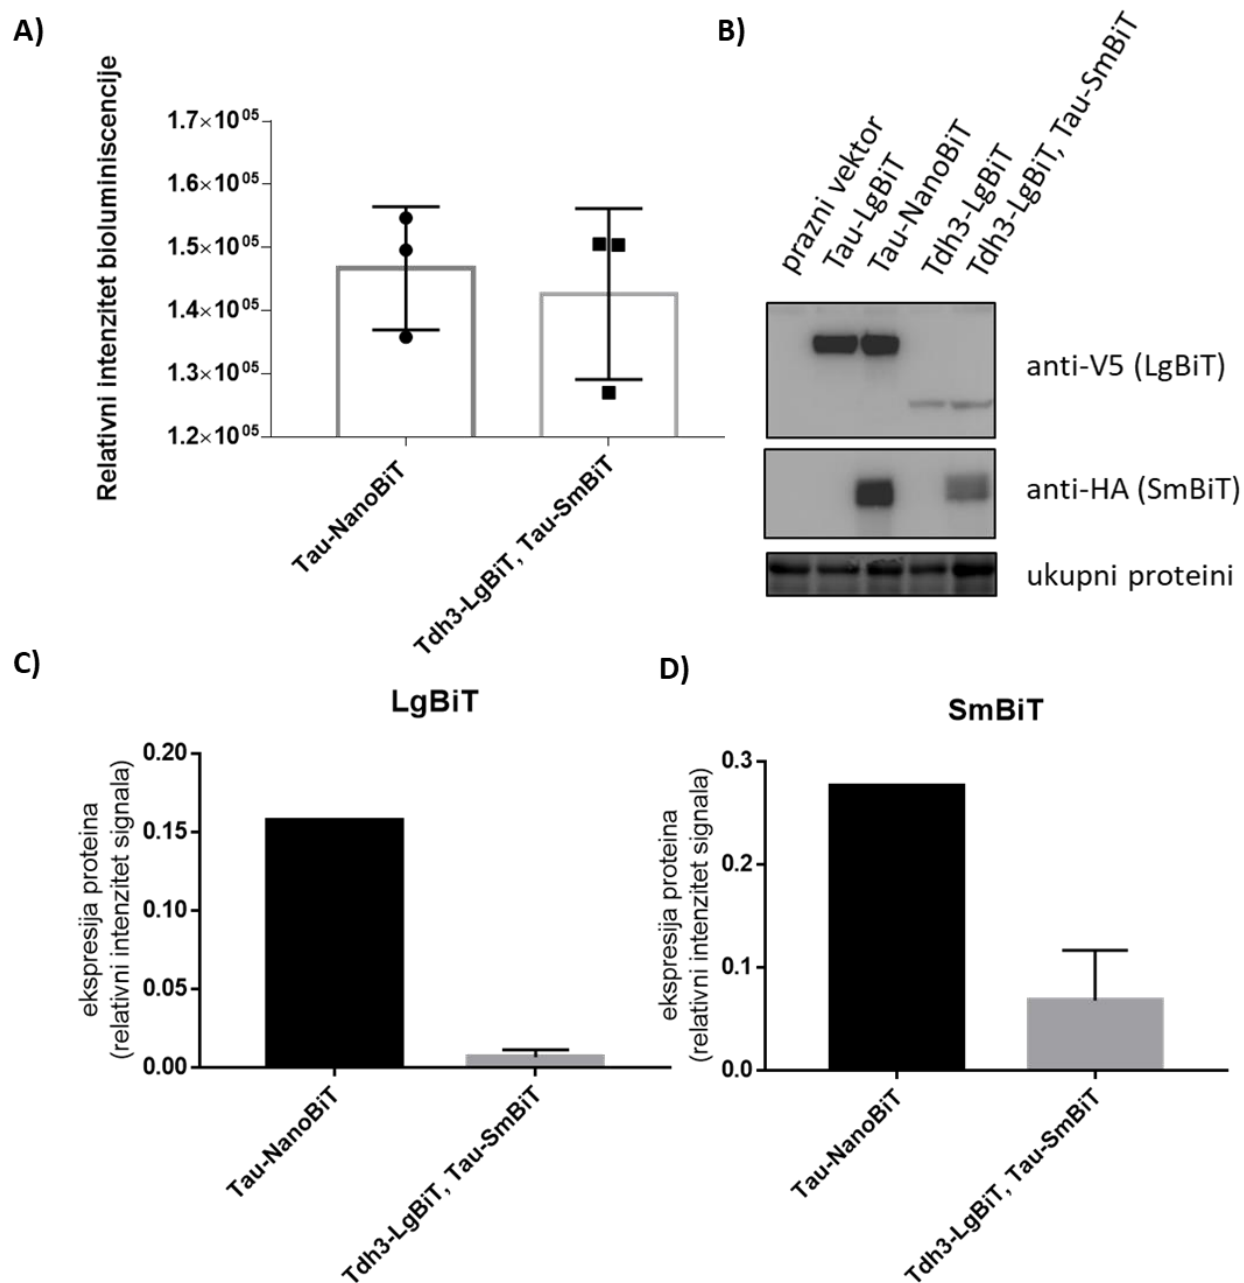 A)
Relativni intenzitet bioluminiscencije
1.7×10⁰⁵
1.6×10⁰⁵
1.5×10⁰⁵
1.4×10⁰⁵
1.3×10⁰⁵
1.2×10⁰⁵
Tau-NanoBiT
Tdh3-LgBiT, Tau-SmBiT
B)
prazni vektor
Tau-LgBiT
Tau-NanoBiT
Tdh3-LgBiT
Tdh3-LgBiT, Tau-SmBiT
anti-V5 (LgBiT)
anti-HA (SmBiT)
ukupni proteini
C)
LgBiT
ekspresija proteina
(relativni intenzitet signala)
0.20
0.15
0.10
0.05
0.00
Tau-NanoBiT
Tdh3-LgBiT, Tau-SmBiT
D)
SmBiT
ekspresija proteina
(relativni intenzitet signala)
0.3
0.2
0.1
0.0
Tau-NanoBiT
Tdh3-LgBiT, Tau-SmBiT